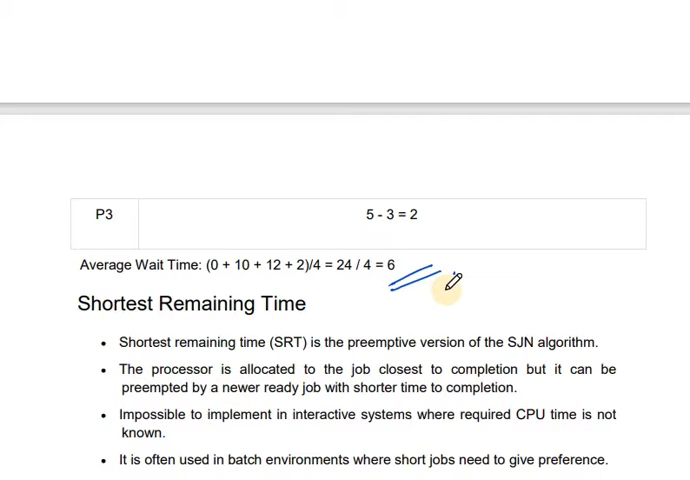 P3
5 - 3 = 2
Average Wait Time: (0 + 10 + 12 + 2)/4 = 24 / 4 = 6
Shortest Remaining Time
• Shortest remaining time (SRT) is the preemptive version of the SJN algorithm.
• The processor is allocated to the job closest to completion but it can be
preempted by a newer ready job with shorter time to completion.
• Impossible to implement in interactive systems where required CPU time is not
known.
• It is often used in batch environments where short jobs need to give preference.